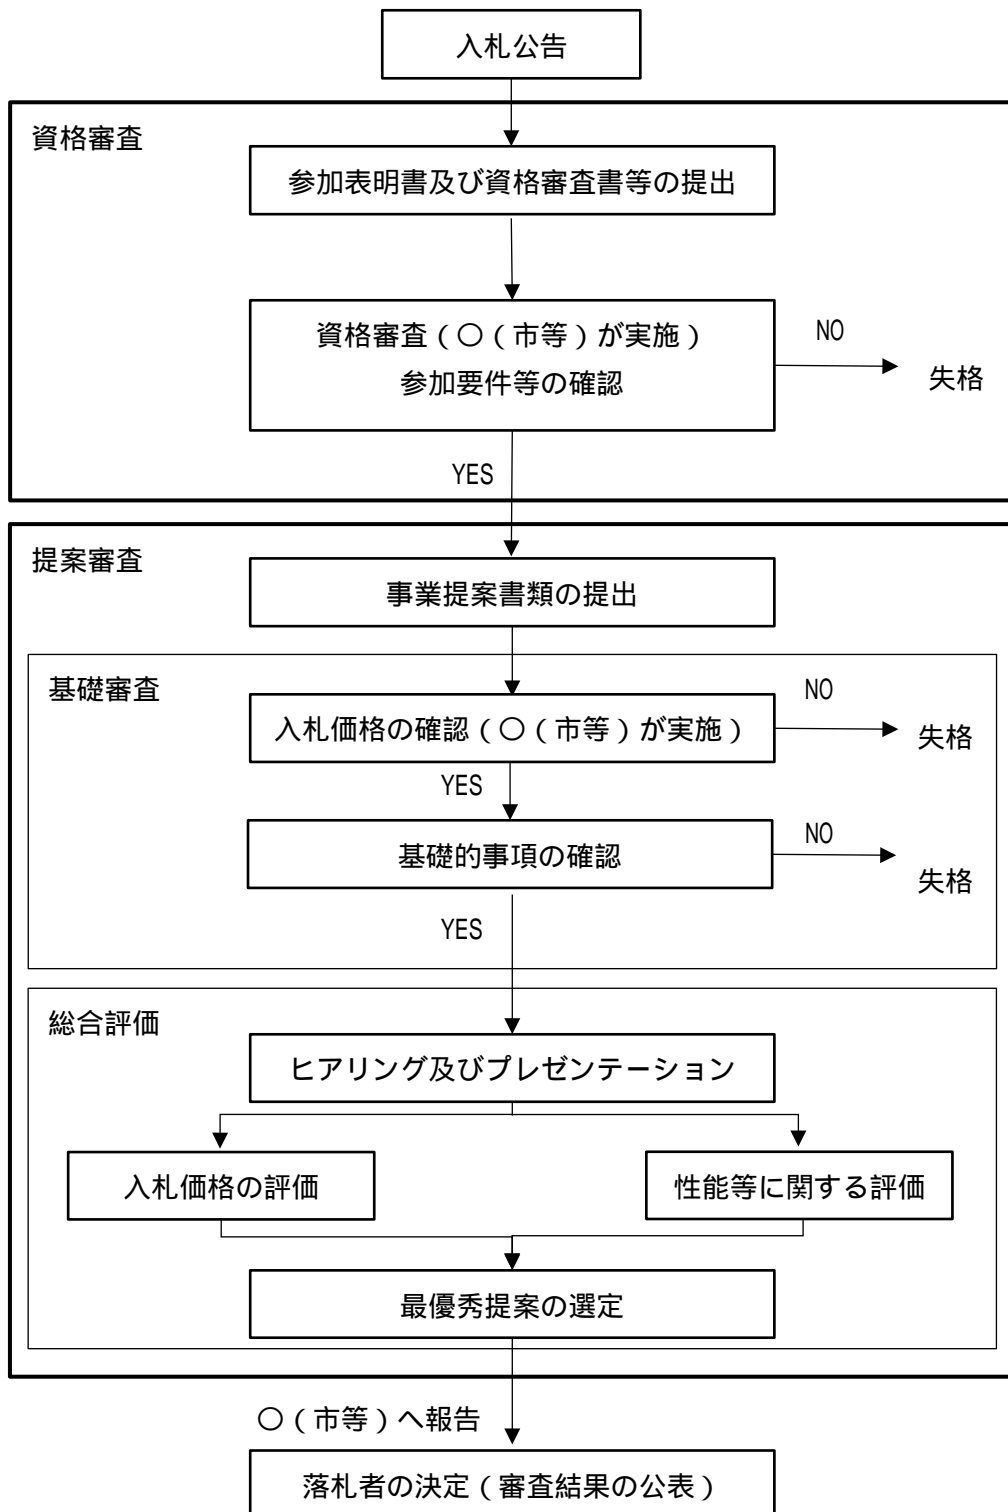 入札公告
資格審査
参加表明書及び資格審査書等の提出
資格審査（○（市等）が実施）
参加要件等の確認
NO
失格
YES
提案審査
事業提案書類の提出
基礎審査
入札価格の確認（○（市等）が実施）
NO
失格
YES
基礎的事項の確認
NO
失格
YES
総合評価
ヒアリング及びプレゼンテーション
入札価格の評価
性能等に関する評価
最優秀提案の選定
○（市等）へ報告
落札者の決定（審査結果の公表）